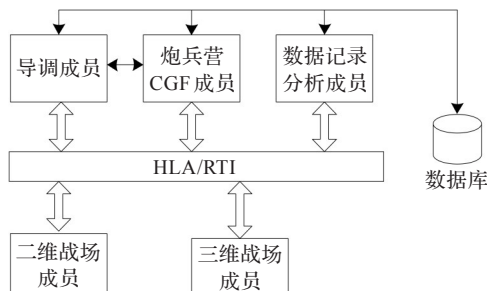 导调成员
炮兵营
CGF成员
数据记录
分析成员
HLA/RTI
数据库
二维战场
成员
三维战场
成员